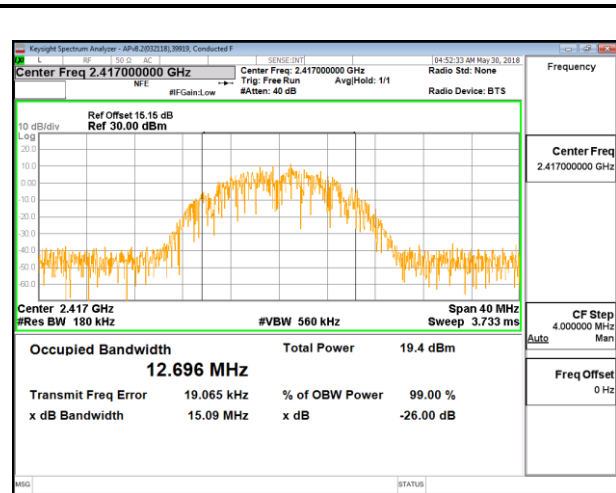 Keysight Spectrum Analyzer - APv8.2(032118),39919, Conducted F
L RF 50 Ω AC SENSE:INT 04:52:33 AM May 30, 2018
Center Freq 2.417000000 GHz
NFE
#IFGain:Low
Center Freq: 2.417000000 GHz
Trig: Free Run Avg|Hold: 1/1
#Atten: 40 dB
Radio Std: None
Radio Device: BTS
Frequency
Ref Offset 15.15 dB
10 dB/div Ref 30.00 dBm
Log
20.0
10.0
0.00
-10.0
-20.0
-30.0
-40.0
-50.0
-60.0
Center 2.417 GHz Span 40 MHz
#Res BW 180 kHz #VBW 560 kHz Sweep 3.733 ms
Occupied Bandwidth Total Power 19.4 dBm
12.696 MHz
Transmit Freq Error 19.065 kHz % of OBW Power 99.00 %
x dB Bandwidth 15.09 MHz x dB -26.00 dB
Center Freq
2.417000000 GHz
CF Step
4.000000 MHz
Auto Man
Freq Offset
0 Hz
MSG STATUS